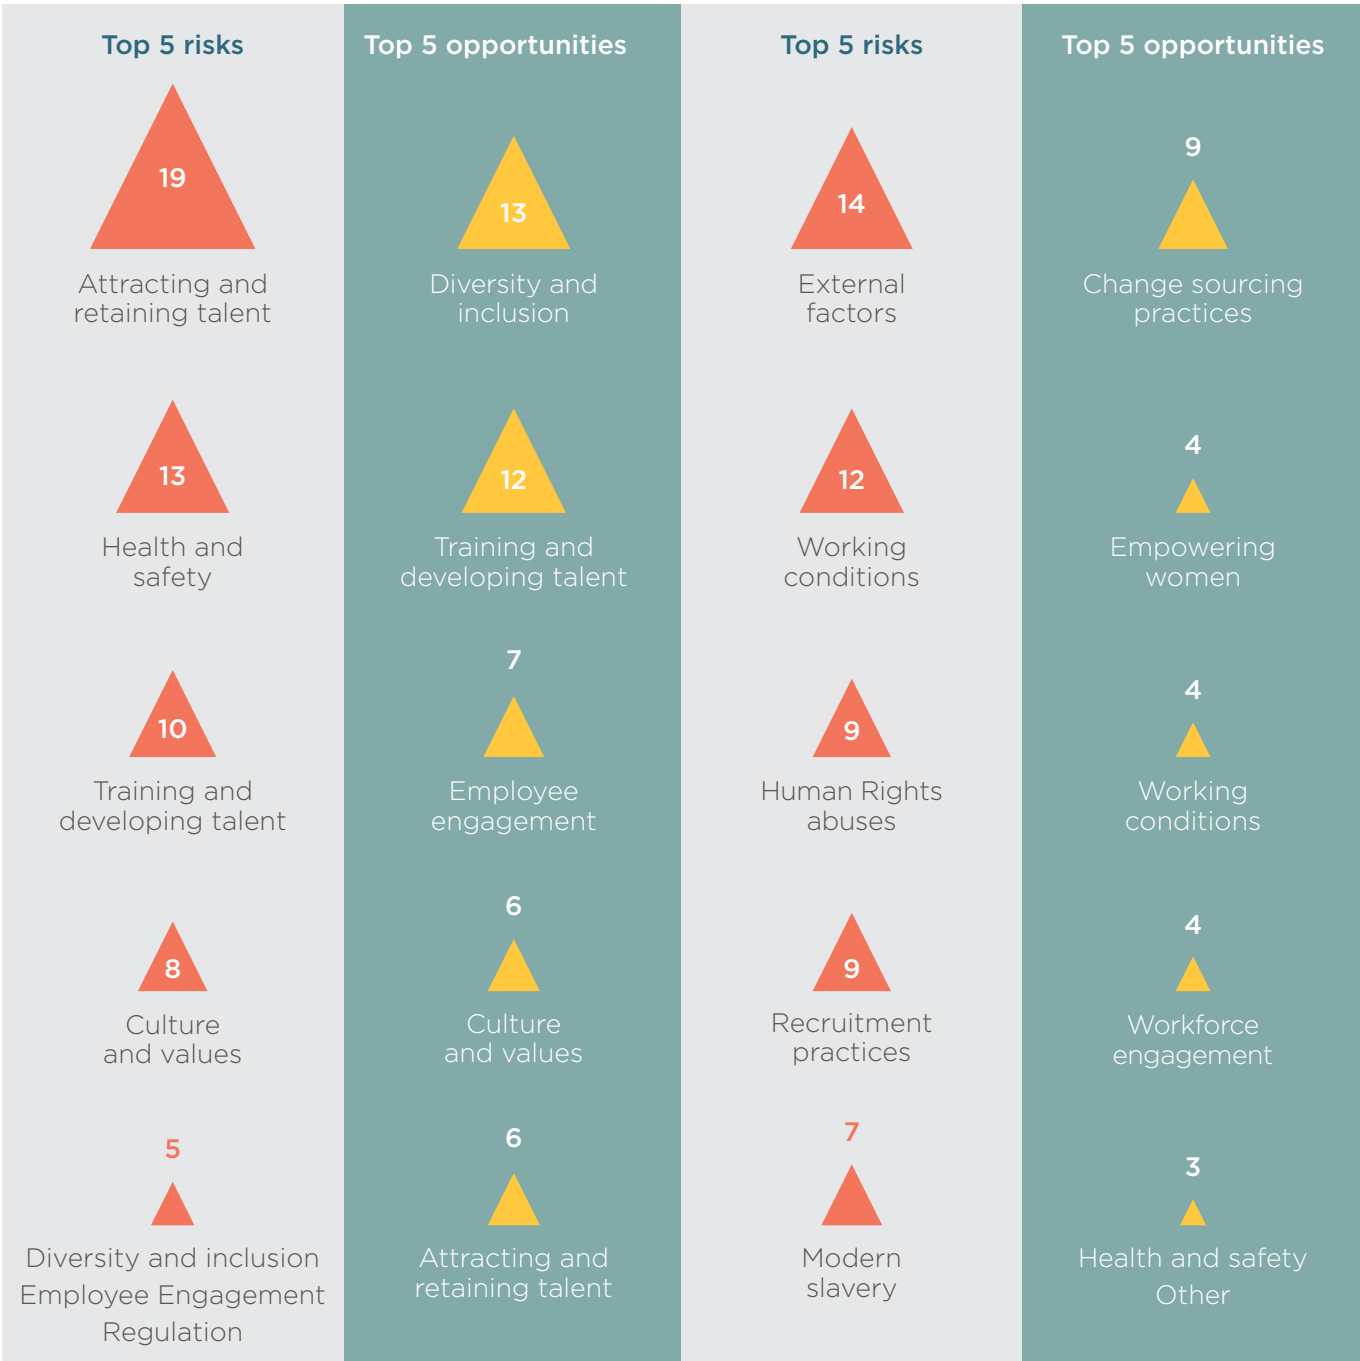 Top 5 risks
19
Attracting and
retaining talent
13
Health and
safety
10
Training and
developing talent
8
Culture
and values
5
Diversity and inclusion
Employee Engagement
Regulation
Top 5 opportunities
13
Diversity and
inclusion
12
Training and
developing talent
7
Employee
engagement
6
Culture
and values
6
Attracting and
retaining talent
Top 5 risks
14
External
factors
12
Working
conditions
9
Human Rights
abuses
9
Recruitment
practices
7
Modern
slavery
Top 5 opportunities
9
Change sourcing
practices
4
Empowering
women
4
Working
conditions
4
Workforce
engagement
3
Health and safety
Other